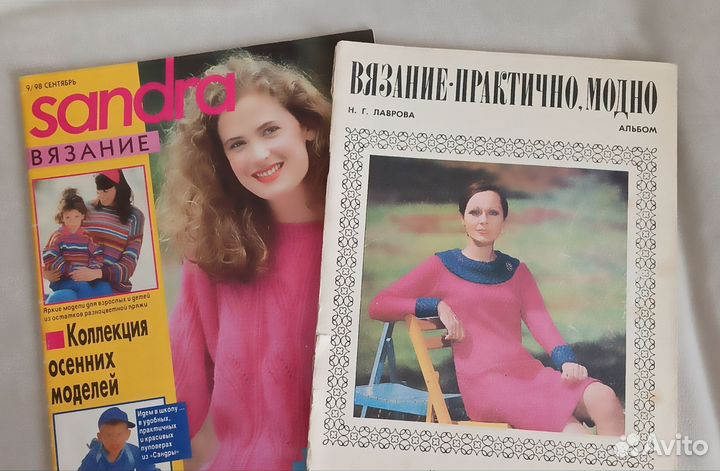 9/98 СЕНТЯБРЬ
sandra
ВЯЗАНИЕ
Яркие модели для взрослых и детей
из остатков разноцветной пряжи
Коллекция
осенних
моделей
Идем в школу...
в удобных,
практичных
и красивых
пуловерах
из «Сандры»
ВЯЗАНИЕ-ПРАКТИЧНО, МОДНО
Н. Г. ЛАВРОВА
АЛЬБОМ
Avito